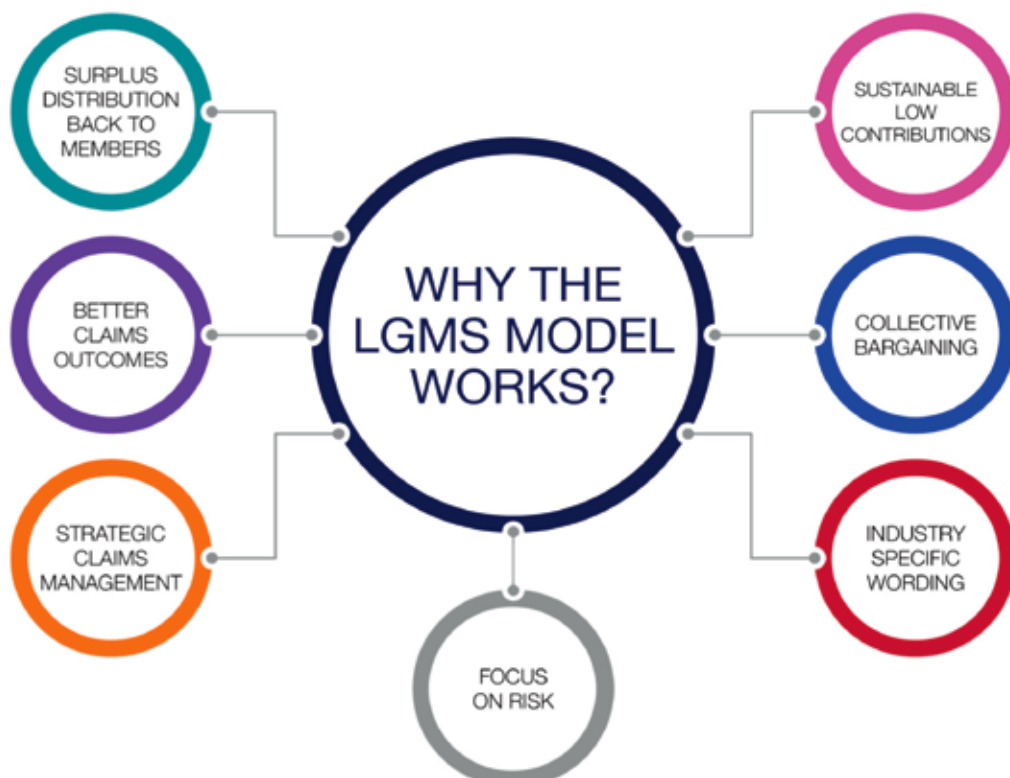 SURPLUS
DISTRIBUTION
BACK TO
MEMBERS
SUSTAINABLE
LOW
CONTRIBUTIONS
WHY THE
LGMS MODEL
WORKS?
BETTER
CLAIMS
OUTCOMES
COLLECTIVE
BARGAINING
STRATEGIC
CLAIMS
MANAGEMENT
INDUSTRY
SPECIFIC
WORDING
FOCUS
ON RISK